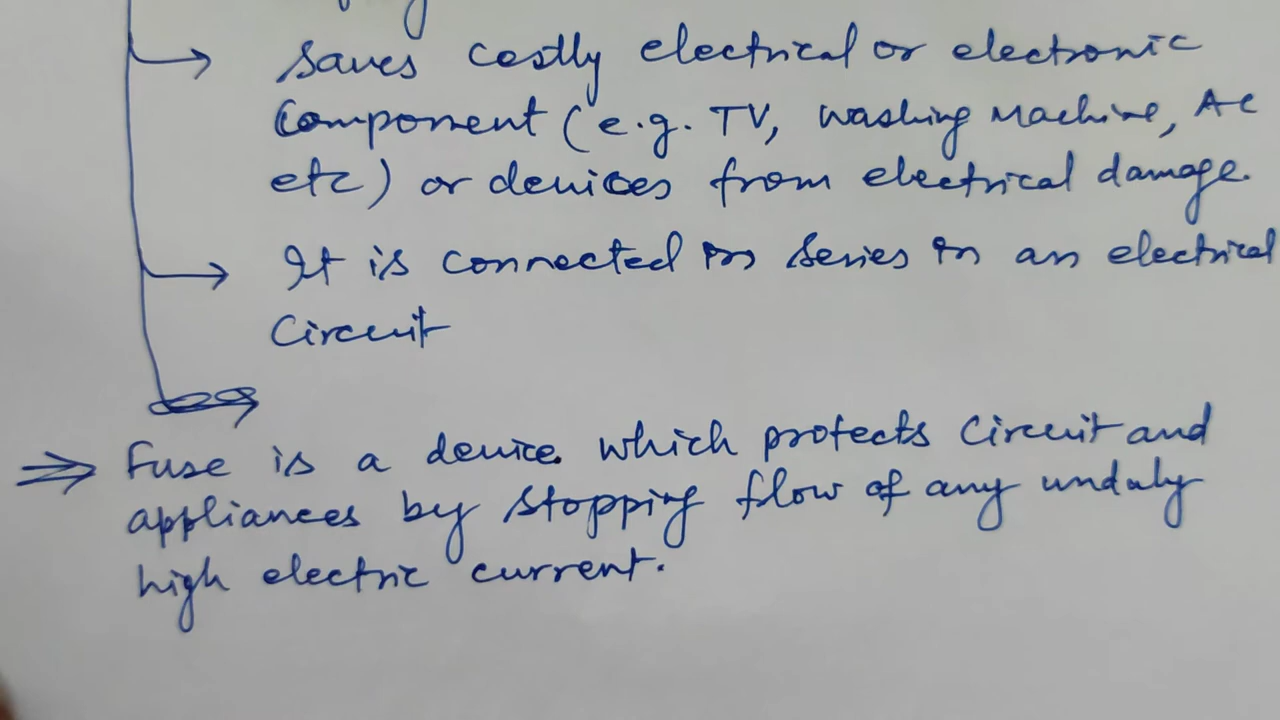 saves costly electrical or electronic
component (e.g. TV, washing machine, AC
etc) or devices from electrical damage.
It is connected in series in an electrical
circuit
Fuse is a device. which protects circuit and
appliances by stopping flow of any unduly
high electric current.